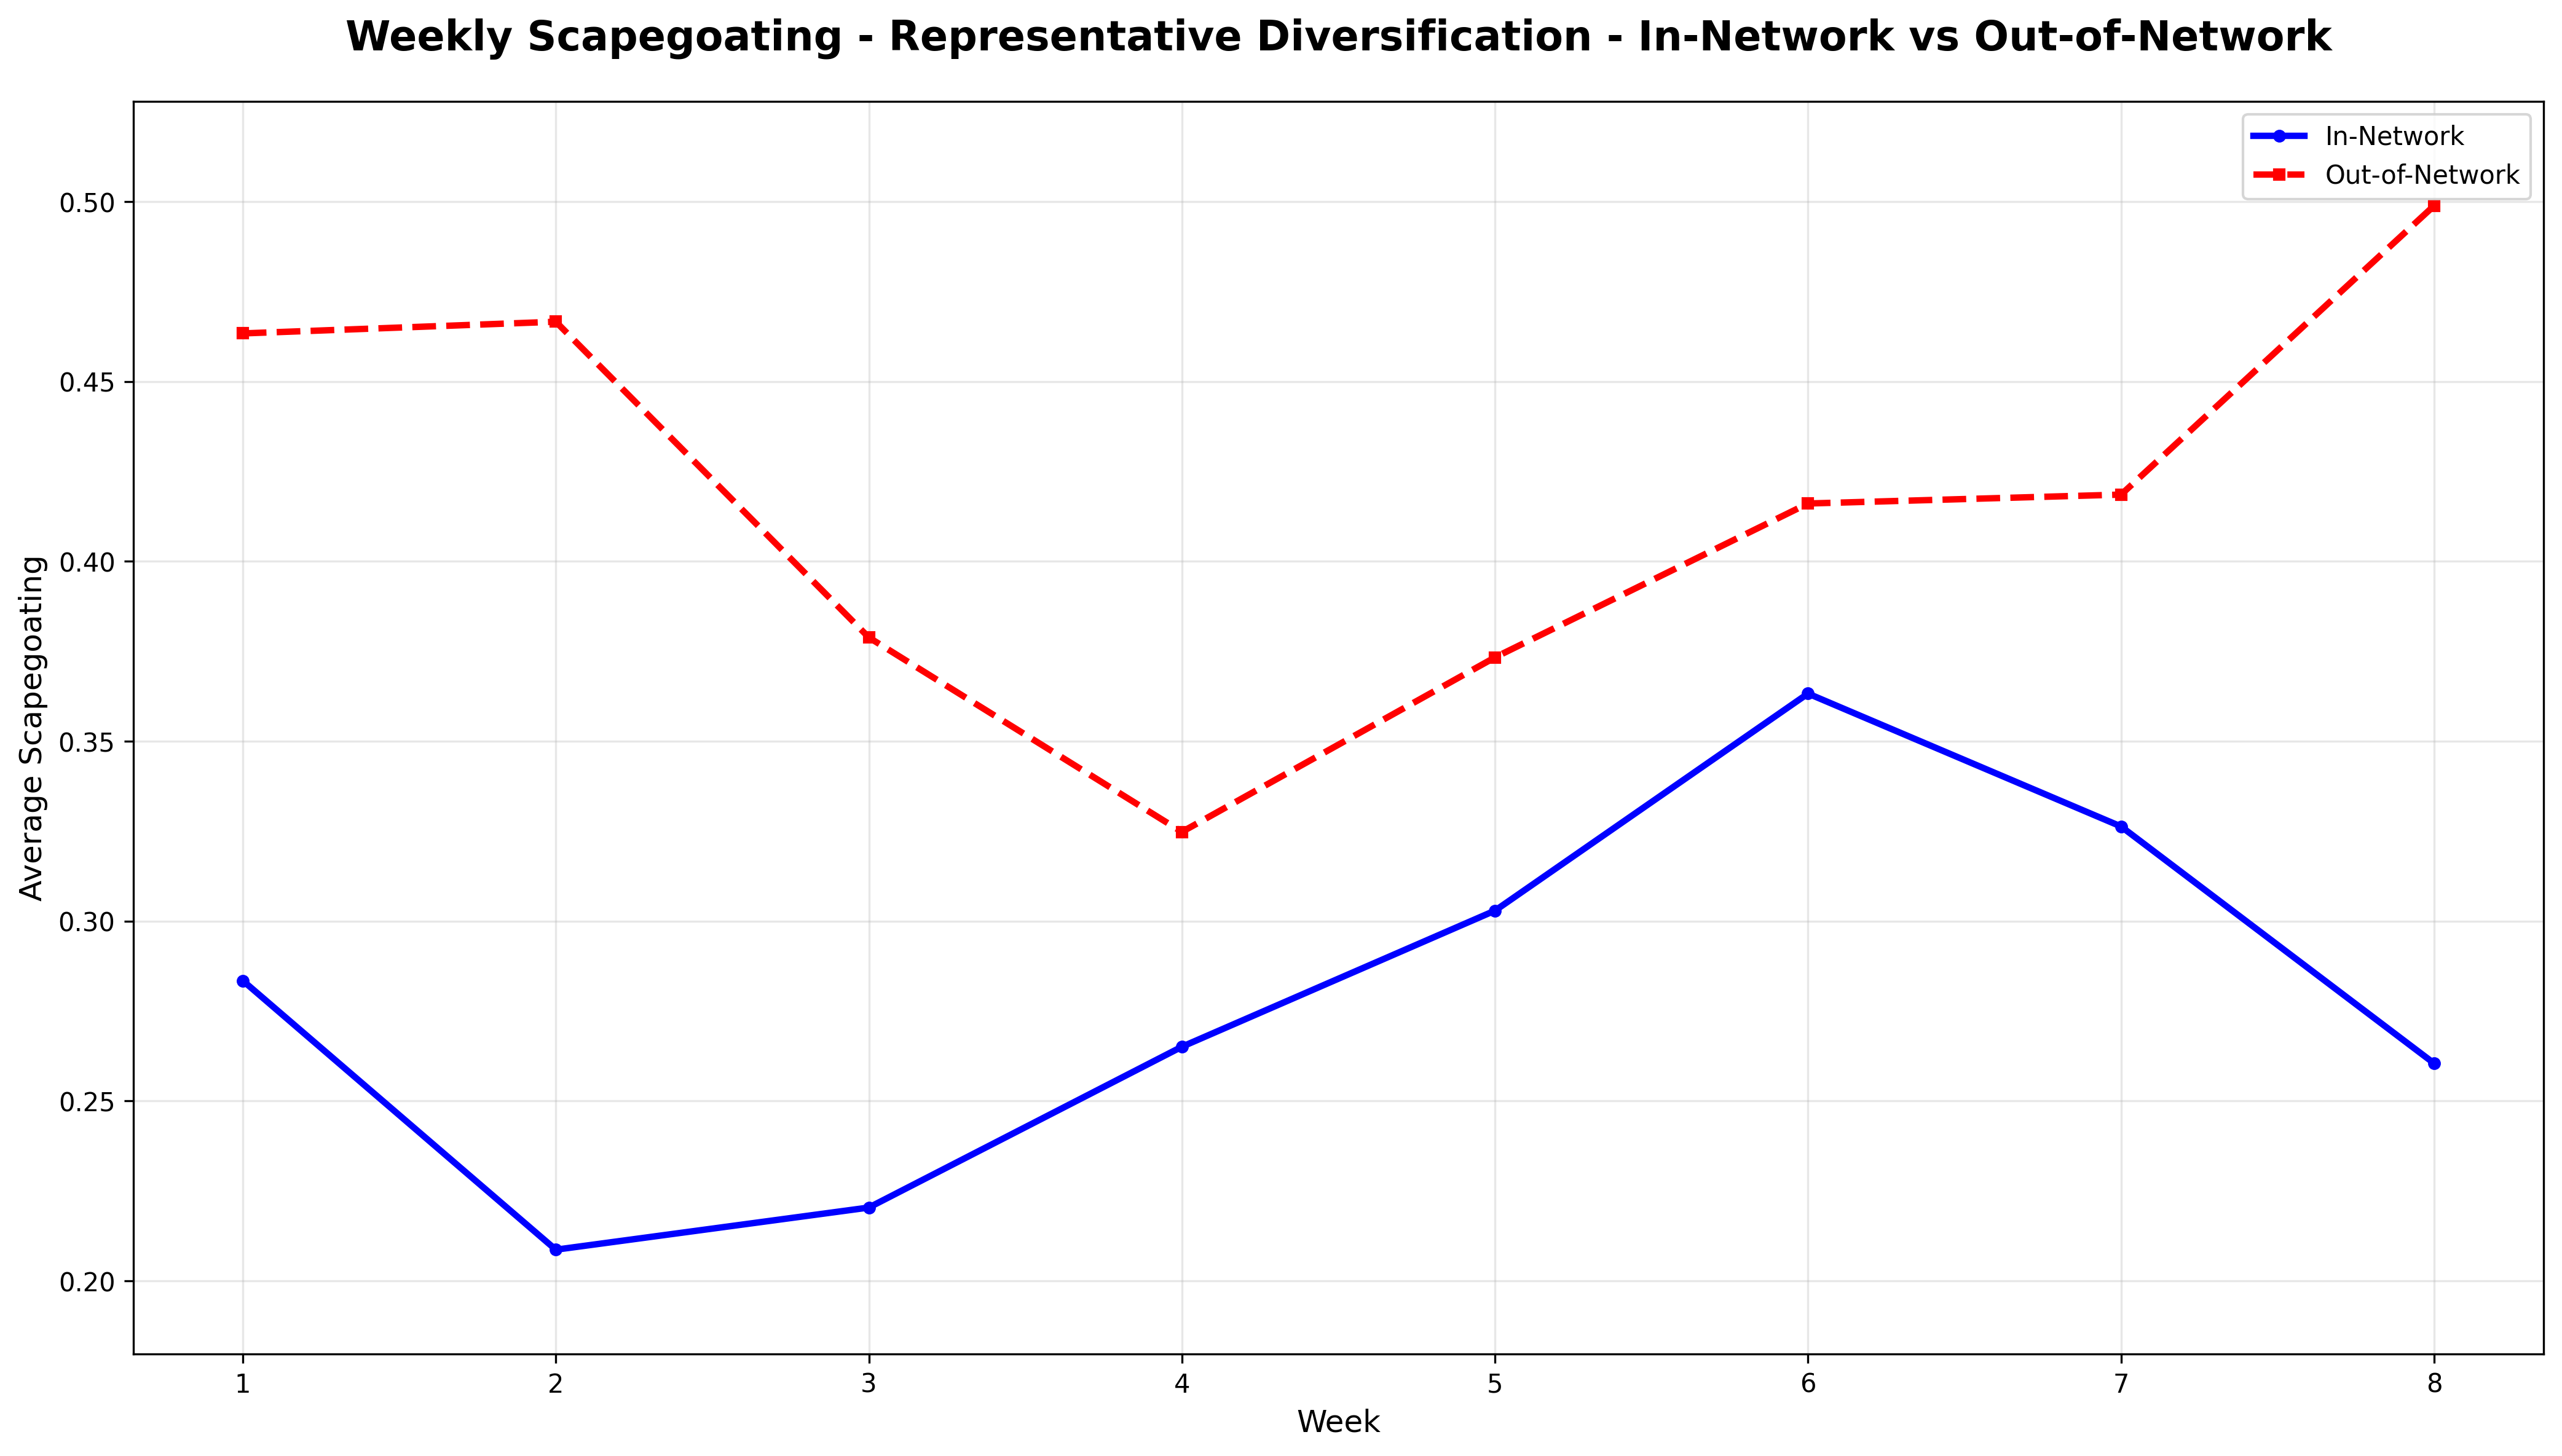 Weekly Scapegoating - Representative Diversification - In-Network vs Out-of-Network
In-Network
Out-of-Network
Average Scapegoating
0.50
0.45
0.40
0.35
0.30
0.25
0.20
1 2 3 4 5 6 7 8
Week